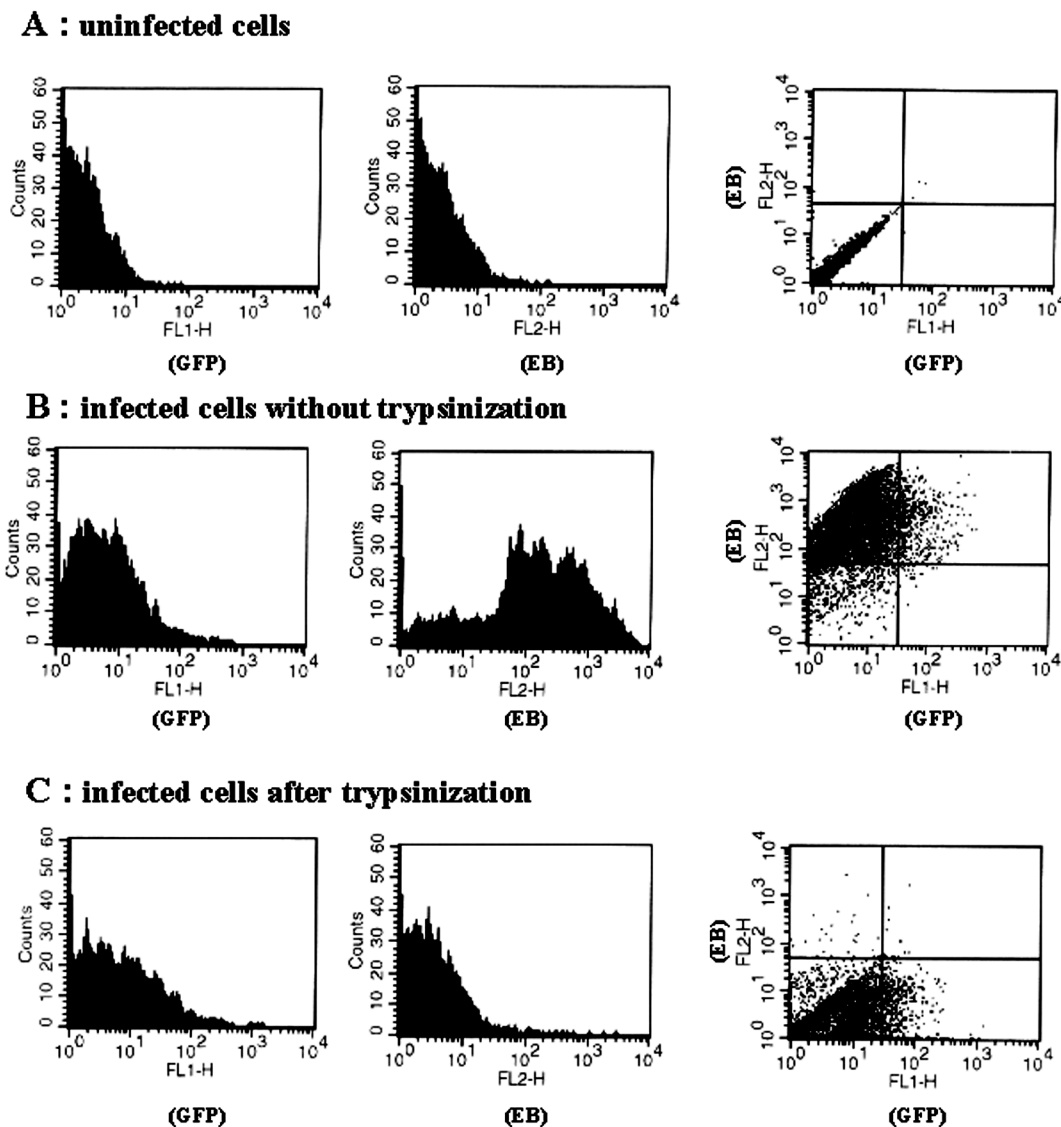 A : uninfected cells
Counts
0 10 20 30 40 50 60
10^0 10^1 10^2 10^3 10^4
FL1-H
(GFP)
Counts
0 10 20 30 40 50 60
10^0 10^1 10^2 10^3 10^4
FL2-H
(EB)
(EB)
FL2-H
10^0 10^1 10^2 10^3 10^4
10^0 10^1 10^2 10^3 10^4
FL1-H
(GFP)
B : infected cells without trypsinization
Counts
0 10 20 30 40 50 60
10^0 10^1 10^2 10^3 10^4
FL1-H
(GFP)
Counts
0 10 20 30 40 50 60
10^0 10^1 10^2 10^3 10^4
FL2-H
(EB)
(EB)
FL2-H
10^0 10^1 10^2 10^3 10^4
10^0 10^1 10^2 10^3 10^4
FL1-H
(GFP)
C : infected cells after trypsinization
Counts
0 10 20 30 40 50 60
10^0 10^1 10^2 10^3 10^4
FL1-H
(GFP)
Counts
0 10 20 30 40 50 60
10^0 10^1 10^2 10^3 10^4
FL2-H
(EB)
(EB)
FL2-H
10^0 10^1 10^2 10^3 10^4
10^0 10^1 10^2 10^3 10^4
FL1-H
(GFP)